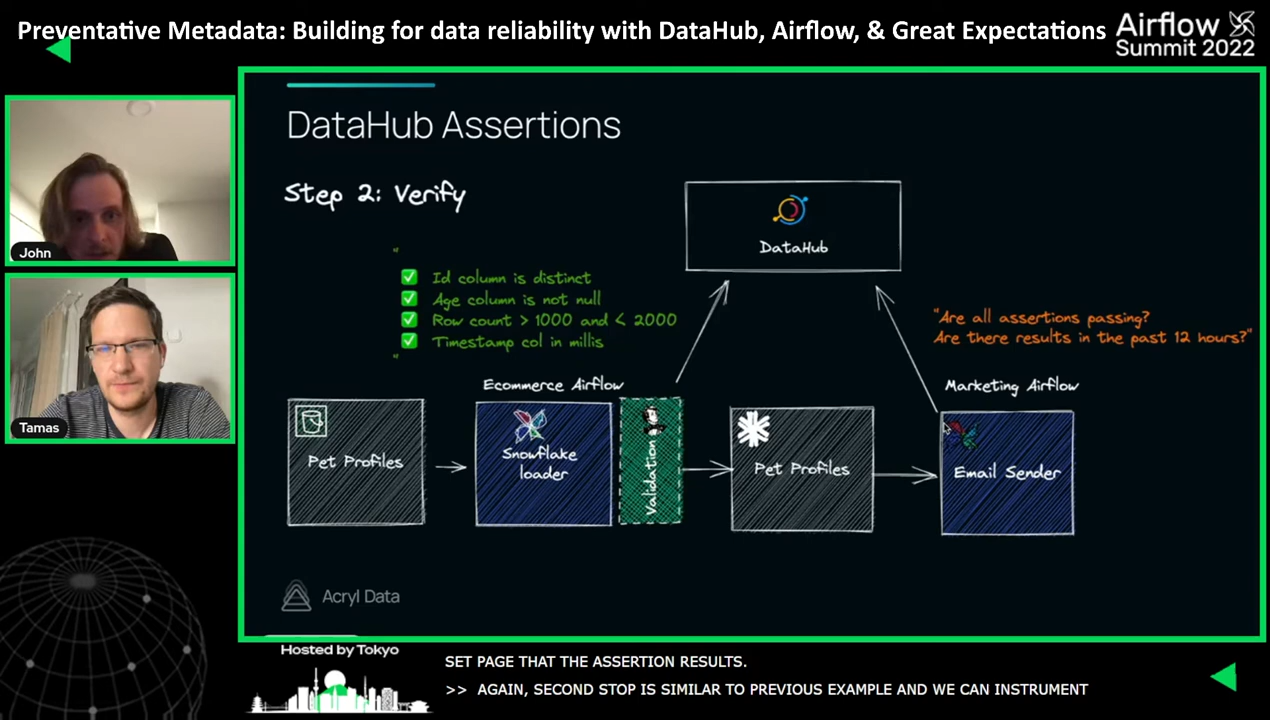 Preventative Metadata: Building for data reliability with DataHub, Airflow, & Great Expectations
Airflow
Summit 2022
John
Tamas
DataHub Assertions
Step 2: Verify
DataHub
"
Id column is distinct
Age column is not null
Row count > 1000 and < 2000
Timestamp col in millis
"
"Are all assertions passing?
Are there results in the past 12 hours?"
Ecommerce Airflow
Marketing Airflow
Pet Profiles
Snowflake
loader
Validation
Pet Profiles
Email Sender
Acryl Data
Hosted by Tokyo
SET PAGE THAT THE ASSERTION RESULTS.
>> AGAIN, SECOND STOP IS SIMILAR TO PREVIOUS EXAMPLE AND WE CAN INSTRUMENT